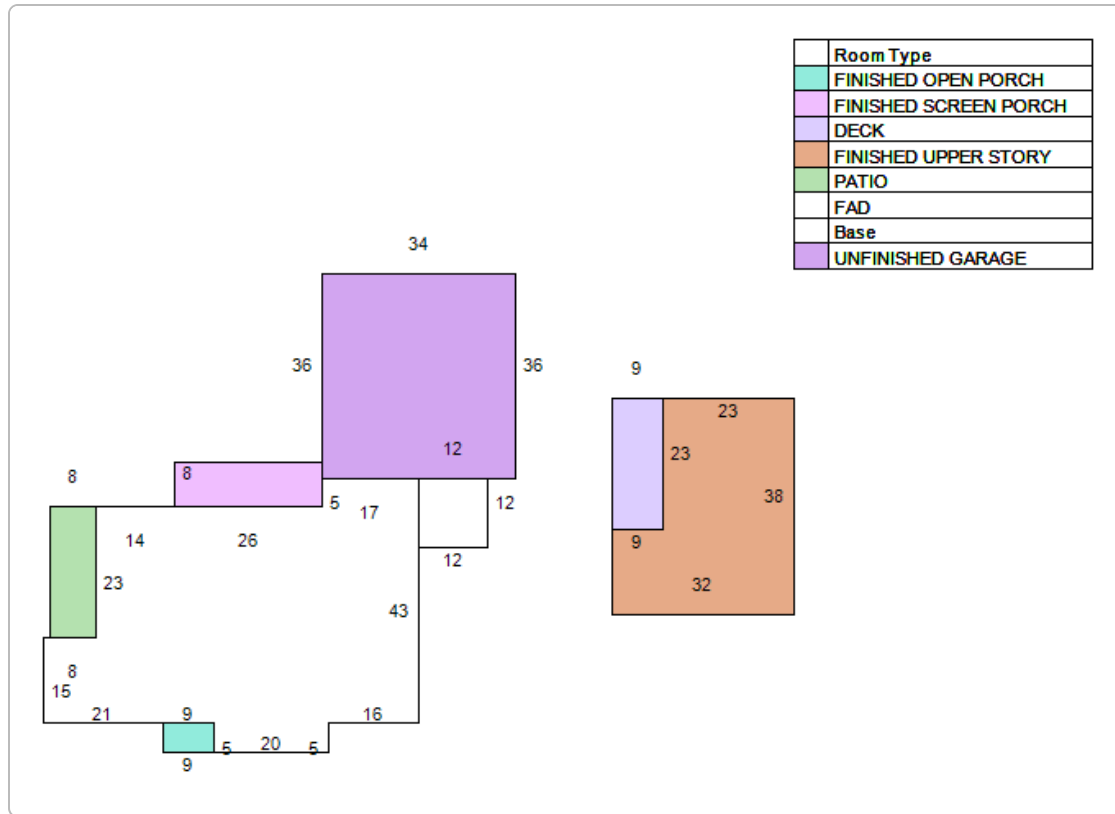 Room Type
FINISHED OPEN PORCH
FINISHED SCREEN PORCH
DECK
FINISHED UPPER STORY
PATIO
FAD
Base
UNFINISHED GARAGE
34
36 36
9
23
12
23
8 8
38
5 12
17
14 26
12
9
23
32
43
8
15
21 9 16
5 20 5
9